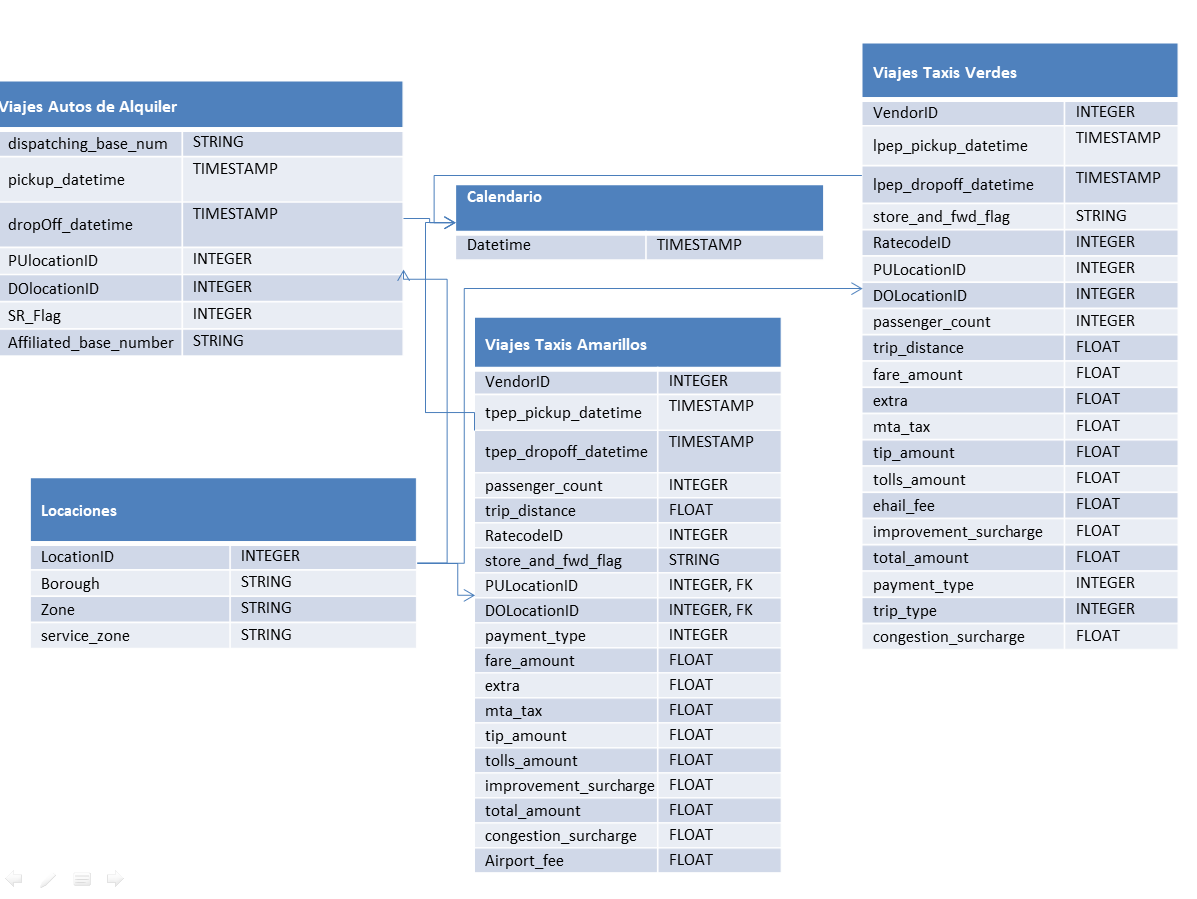 Viajes Autos de Alquiler
dispatching_base_num STRING
pickup_datetime TIMESTAMP
dropOff_datetime TIMESTAMP
PUlocationID INTEGER
DOlocationID INTEGER
SR_Flag INTEGER
Affiliated_base_number STRING
Calendario
Datetime TIMESTAMP
Viajes Taxis Verdes
VendorID INTEGER
lpep_pickup_datetime TIMESTAMP
lpep_dropoff_datetime TIMESTAMP
store_and_fwd_flag STRING
RatecodeID INTEGER
PULocationID INTEGER
DOLocationID INTEGER
passenger_count INTEGER
trip_distance FLOAT
fare_amount FLOAT
extra FLOAT
mta_tax FLOAT
tip_amount FLOAT
tolls_amount FLOAT
ehail_fee FLOAT
improvement_surcharge FLOAT
total_amount FLOAT
payment_type INTEGER
trip_type INTEGER
congestion_surcharge FLOAT
Viajes Taxis Amarillos
VendorID INTEGER
tpep_pickup_datetime TIMESTAMP
tpep_dropoff_datetime TIMESTAMP
passenger_count INTEGER
trip_distance FLOAT
RatecodeID INTEGER
store_and_fwd_flag STRING
PULocationID INTEGER, FK
DOLocationID INTEGER, FK
payment_type INTEGER
fare_amount FLOAT
extra FLOAT
mta_tax FLOAT
tip_amount FLOAT
tolls_amount FLOAT
improvement_surcharge FLOAT
total_amount FLOAT
congestion_surcharge FLOAT
Airport_fee FLOAT
Locaciones
LocationID INTEGER
Borough STRING
Zone STRING
service_zone STRING